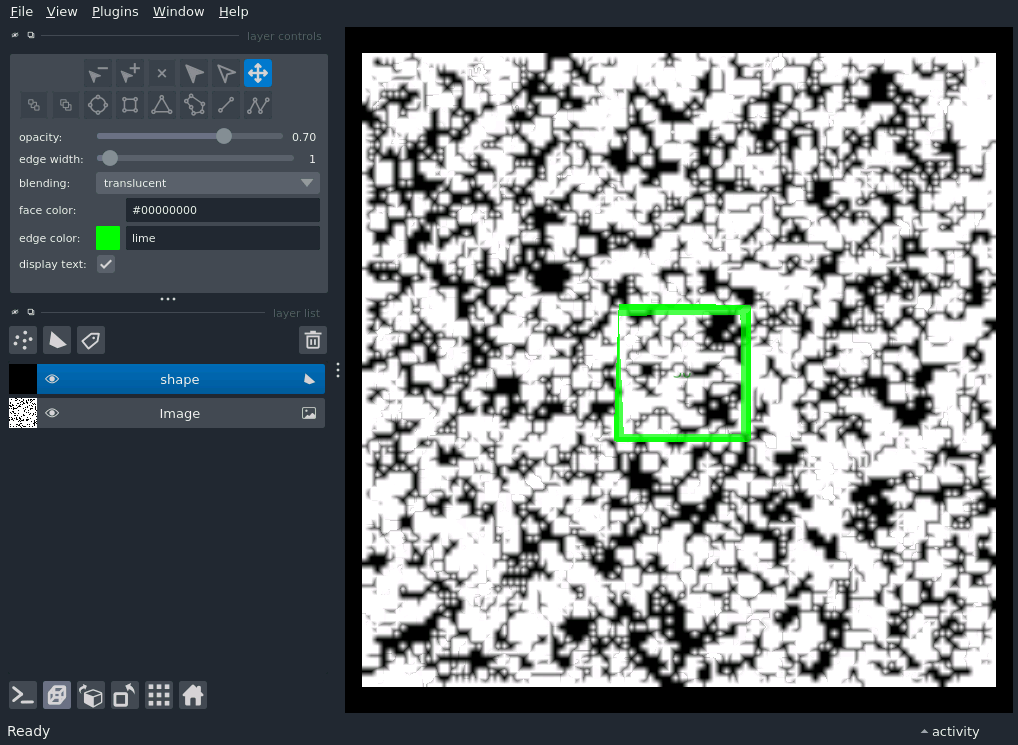 File View Plugins Window Help
layer controls
opacity: 0.70
edge width: 1
blending: translucent
face color: #00000000
edge color: lime
display text:
layer list
shape
Image
Ready activity